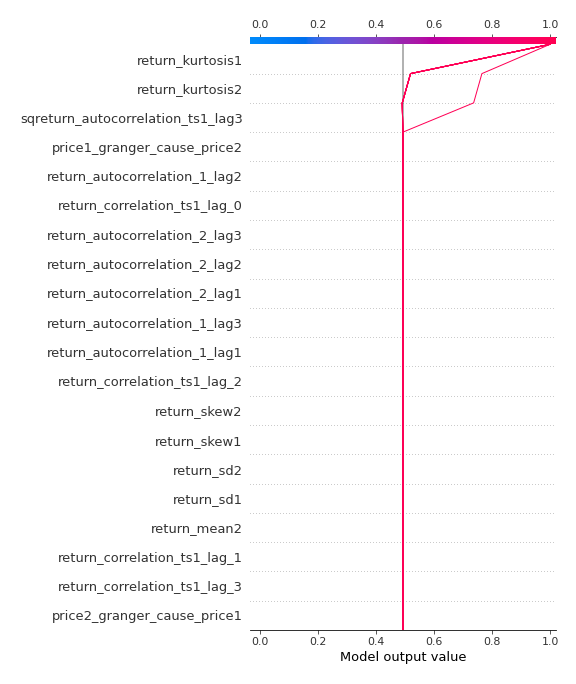 0.0 0.2 0.4 0.6 0.8 1.0
return_kurtosis1
return_kurtosis2
sqreturn_autocorrelation_ts1_lag3
price1_granger_cause_price2
return_autocorrelation_1_lag2
return_correlation_ts1_lag_0
return_autocorrelation_2_lag3
return_autocorrelation_2_lag2
return_autocorrelation_2_lag1
return_autocorrelation_1_lag3
return_autocorrelation_1_lag1
return_correlation_ts1_lag_2
return_skew2
return_skew1
return_sd2
return_sd1
return_mean2
return_correlation_ts1_lag_1
return_correlation_ts1_lag_3
price2_granger_cause_price1
0.0 0.2 0.4 0.6 0.8 1.0
Model output value